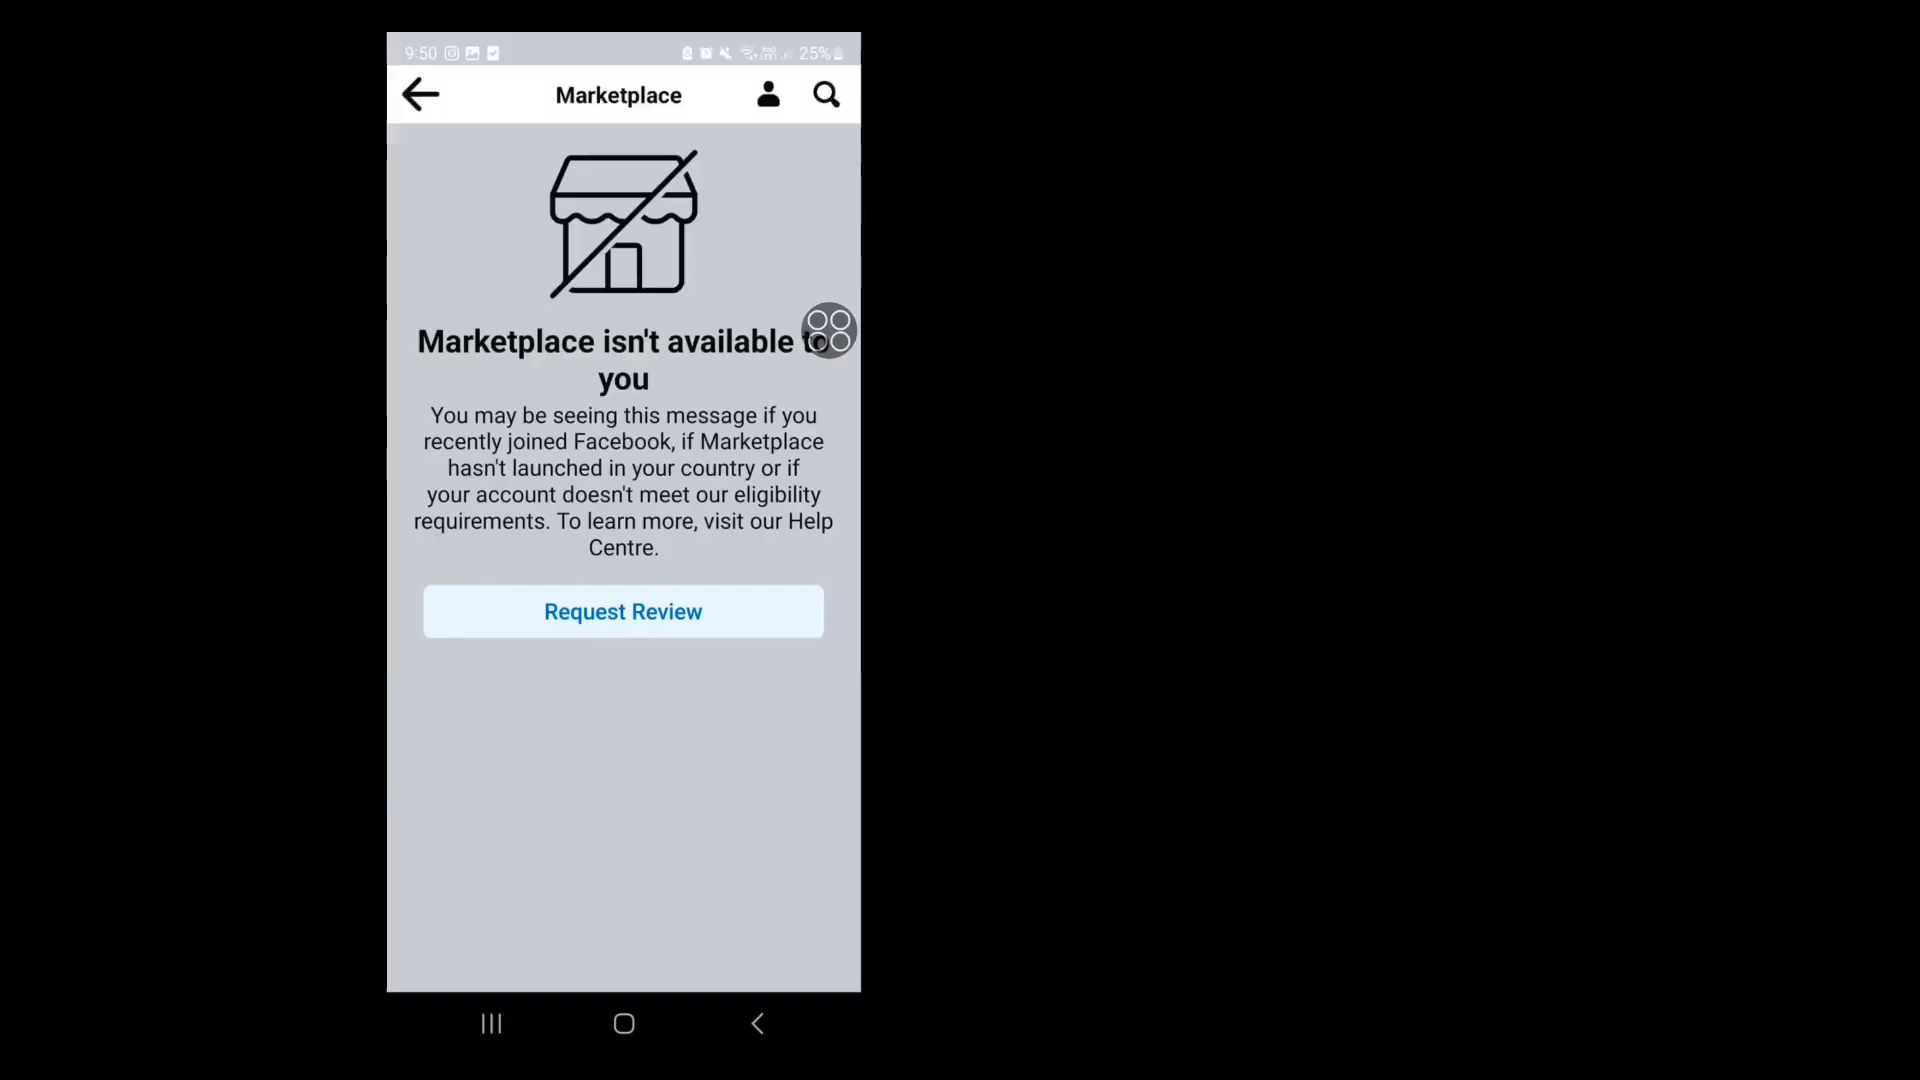 9:50 25%
Marketplace
Marketplace isn't available to
you
You may be seeing this message if you
recently joined Facebook, if Marketplace
hasn't launched in your country or if
your account doesn't meet our eligibility
requirements. To learn more, visit our Help
Centre.
Request Review